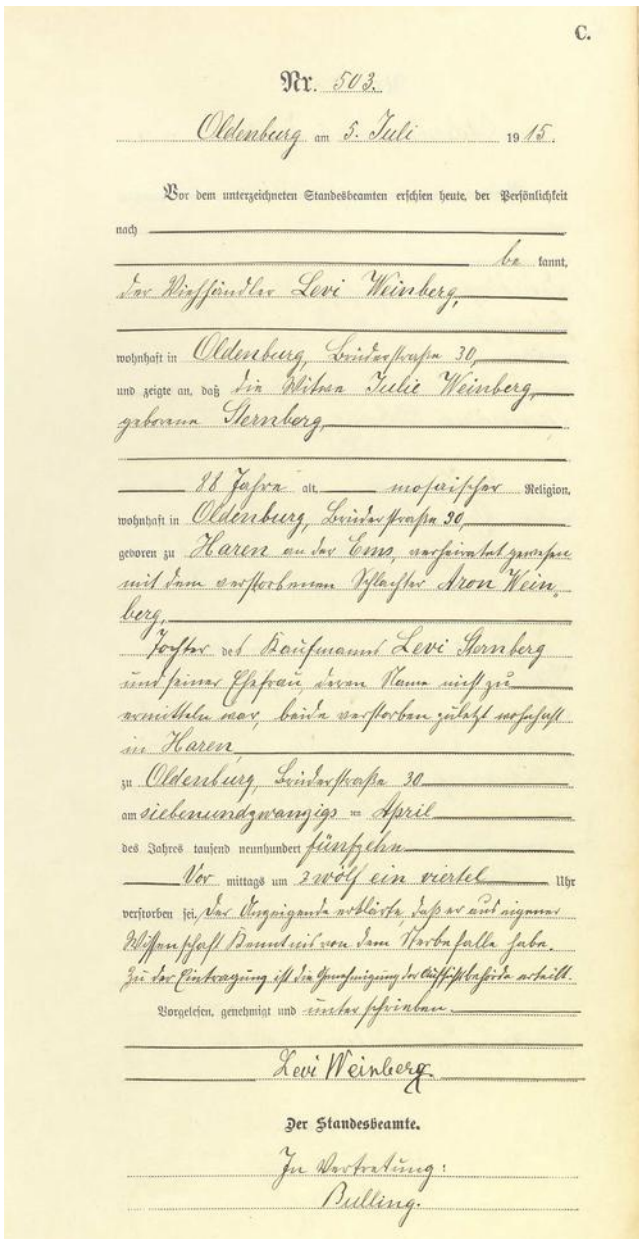 C.
Nr. 503.
Oldenburg am 5. Juli 1915.
Vor dem unterzeichneten Standesbeamten erschien heute, der Persönlichkeit
nach
be kannt,
der Viehhändler Levi Weinberg,
wohnhaft in Oldenburg, Brüderstraße 30,
und zeigte an, daß die Witwe Julie Weinberg,
geborene Sternberg,
88 Jahre alt, mosaischer Religion,
wohnhaft in Oldenburg, Brüderstraße 30,
geboren zu Haren an der Ems, verheiratet gewesen
mit dem verstorbenen Schlachter Aron Wein-
berg,
Tochter des Kaufmanns Levi Sternberg
und seiner Ehefrau, deren Name nicht zu
ermitteln war, beide verstorben zuletzt wohnhaft
in Haren,
zu Oldenburg, Brüderstraße 30
am siebenundzwanzigsten April
des Jahres tausend neunhundert fünfzehn
Vor mittags um zwölf ein viertel Uhr
verstorben sei. Der Anzeigende erklärte, daß er aus eigener
Wissenschaft Kenntnis von dem Sterbefalle habe.
Zu der Eintragung ist die Genehmigung der Aufsichtsbehörde erteilt.
Vorgelesen, genehmigt und unterschrieben.
Levi Weinberg.
Der Standesbeamte.
In Vertretung:
Bulling.